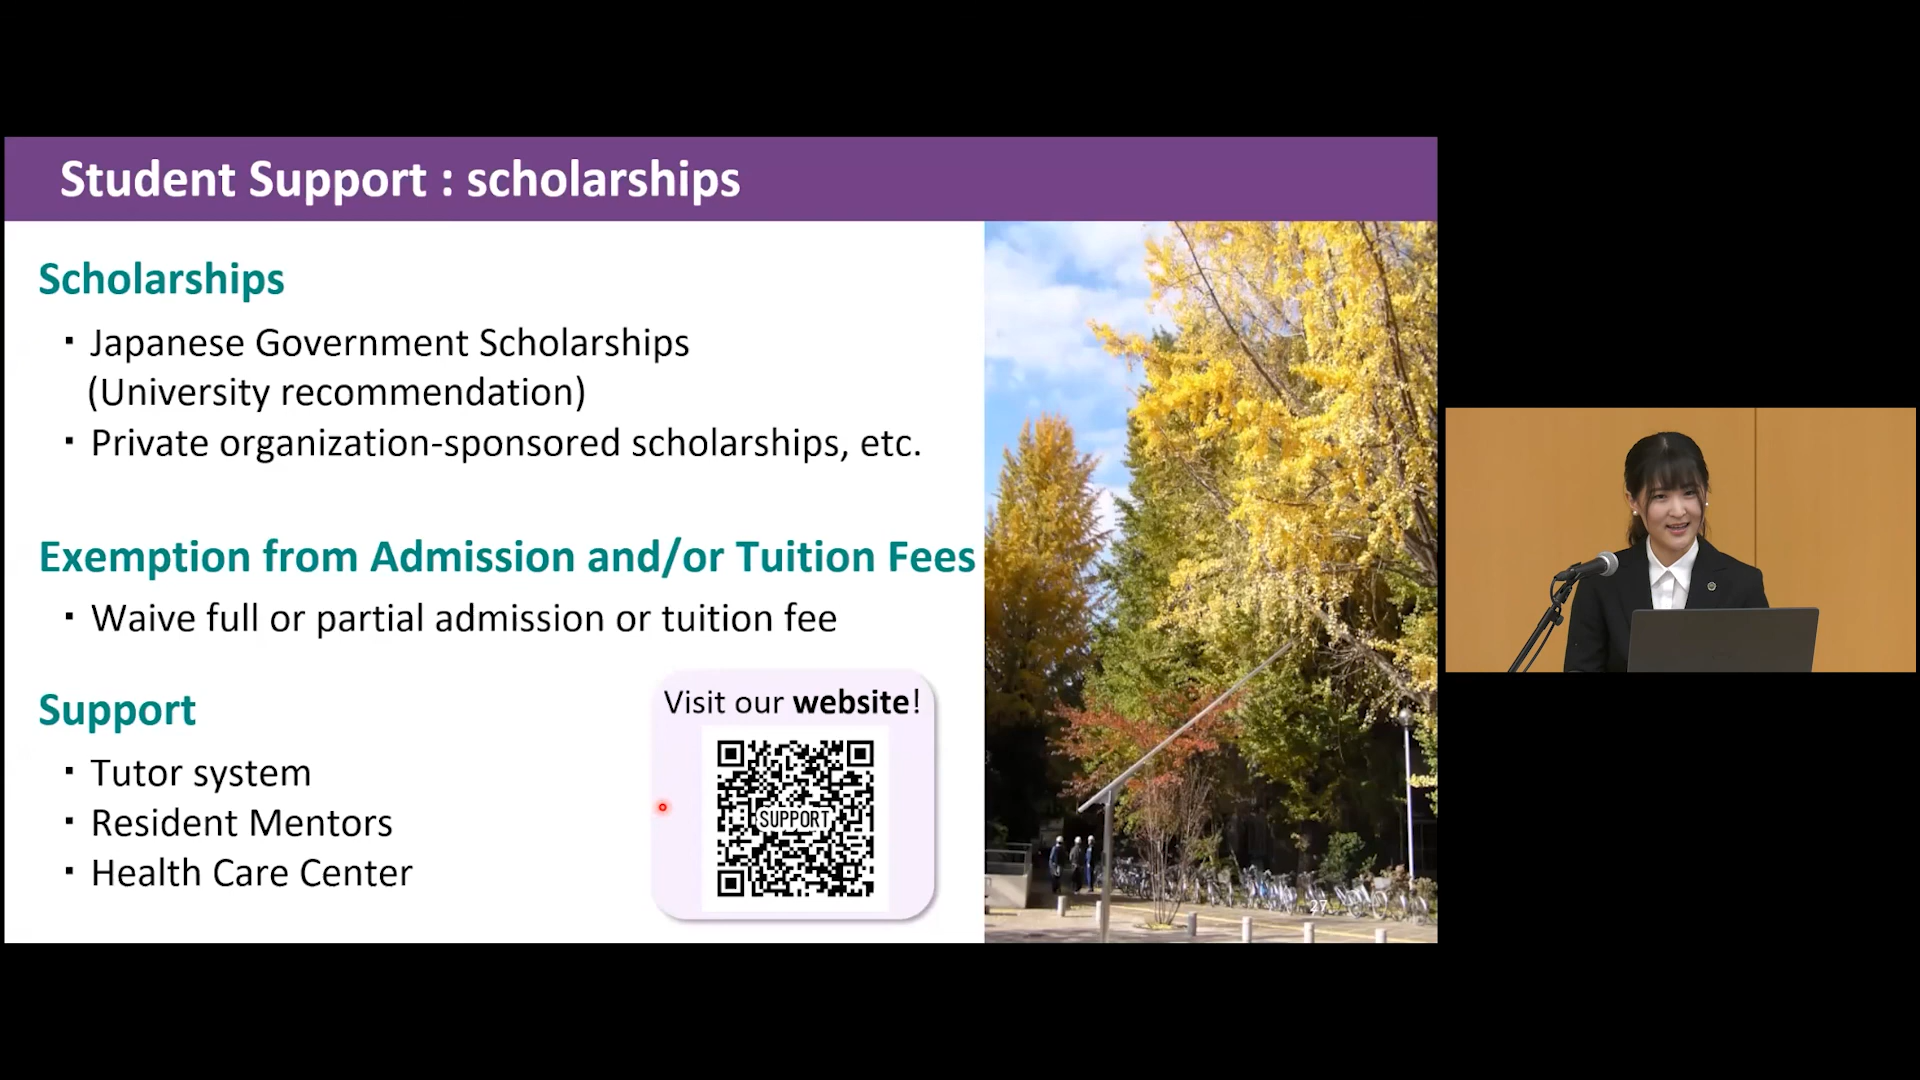 Student Support : scholarships
Scholarships
・Japanese Government Scholarships
(University recommendation)
・Private organization-sponsored scholarships, etc.
Exemption from Admission and/or Tuition Fees
・Waive full or partial admission or tuition fee
Support
・Tutor system
・Resident Mentors
・Health Care Center
Visit our website!
SUPPORT
27